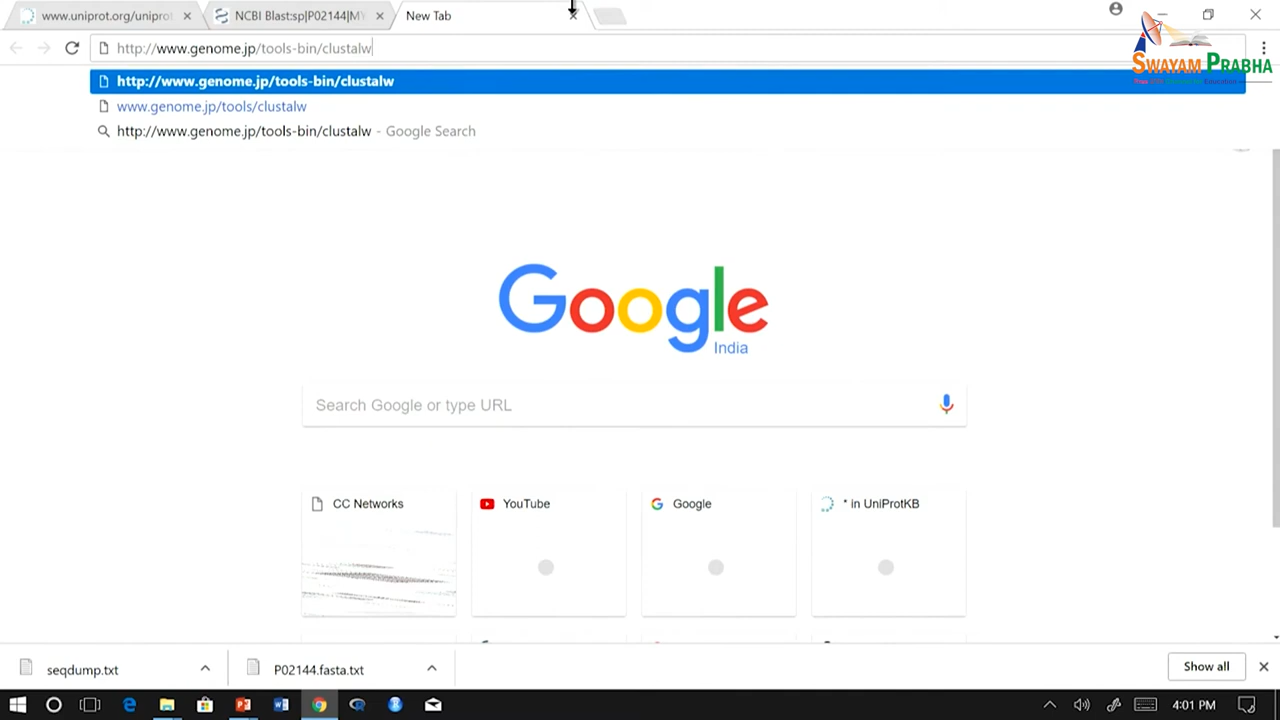 www.uniprot.org/uniprot
NCBI Blast:sp|P02144|MY
New Tab
http://www.genome.jp/tools-bin/clustalw
http://www.genome.jp/tools-bin/clustalw
www.genome.jp/tools/clustalw
http://www.genome.jp/tools-bin/clustalw - Google Search
SWAYAM PRABHA
Google
India
Search Google or type URL
CC Networks
YouTube
Google
* in UniProtKB
seqdump.txt
P02144.fasta.txt
Show all
4:01 PM